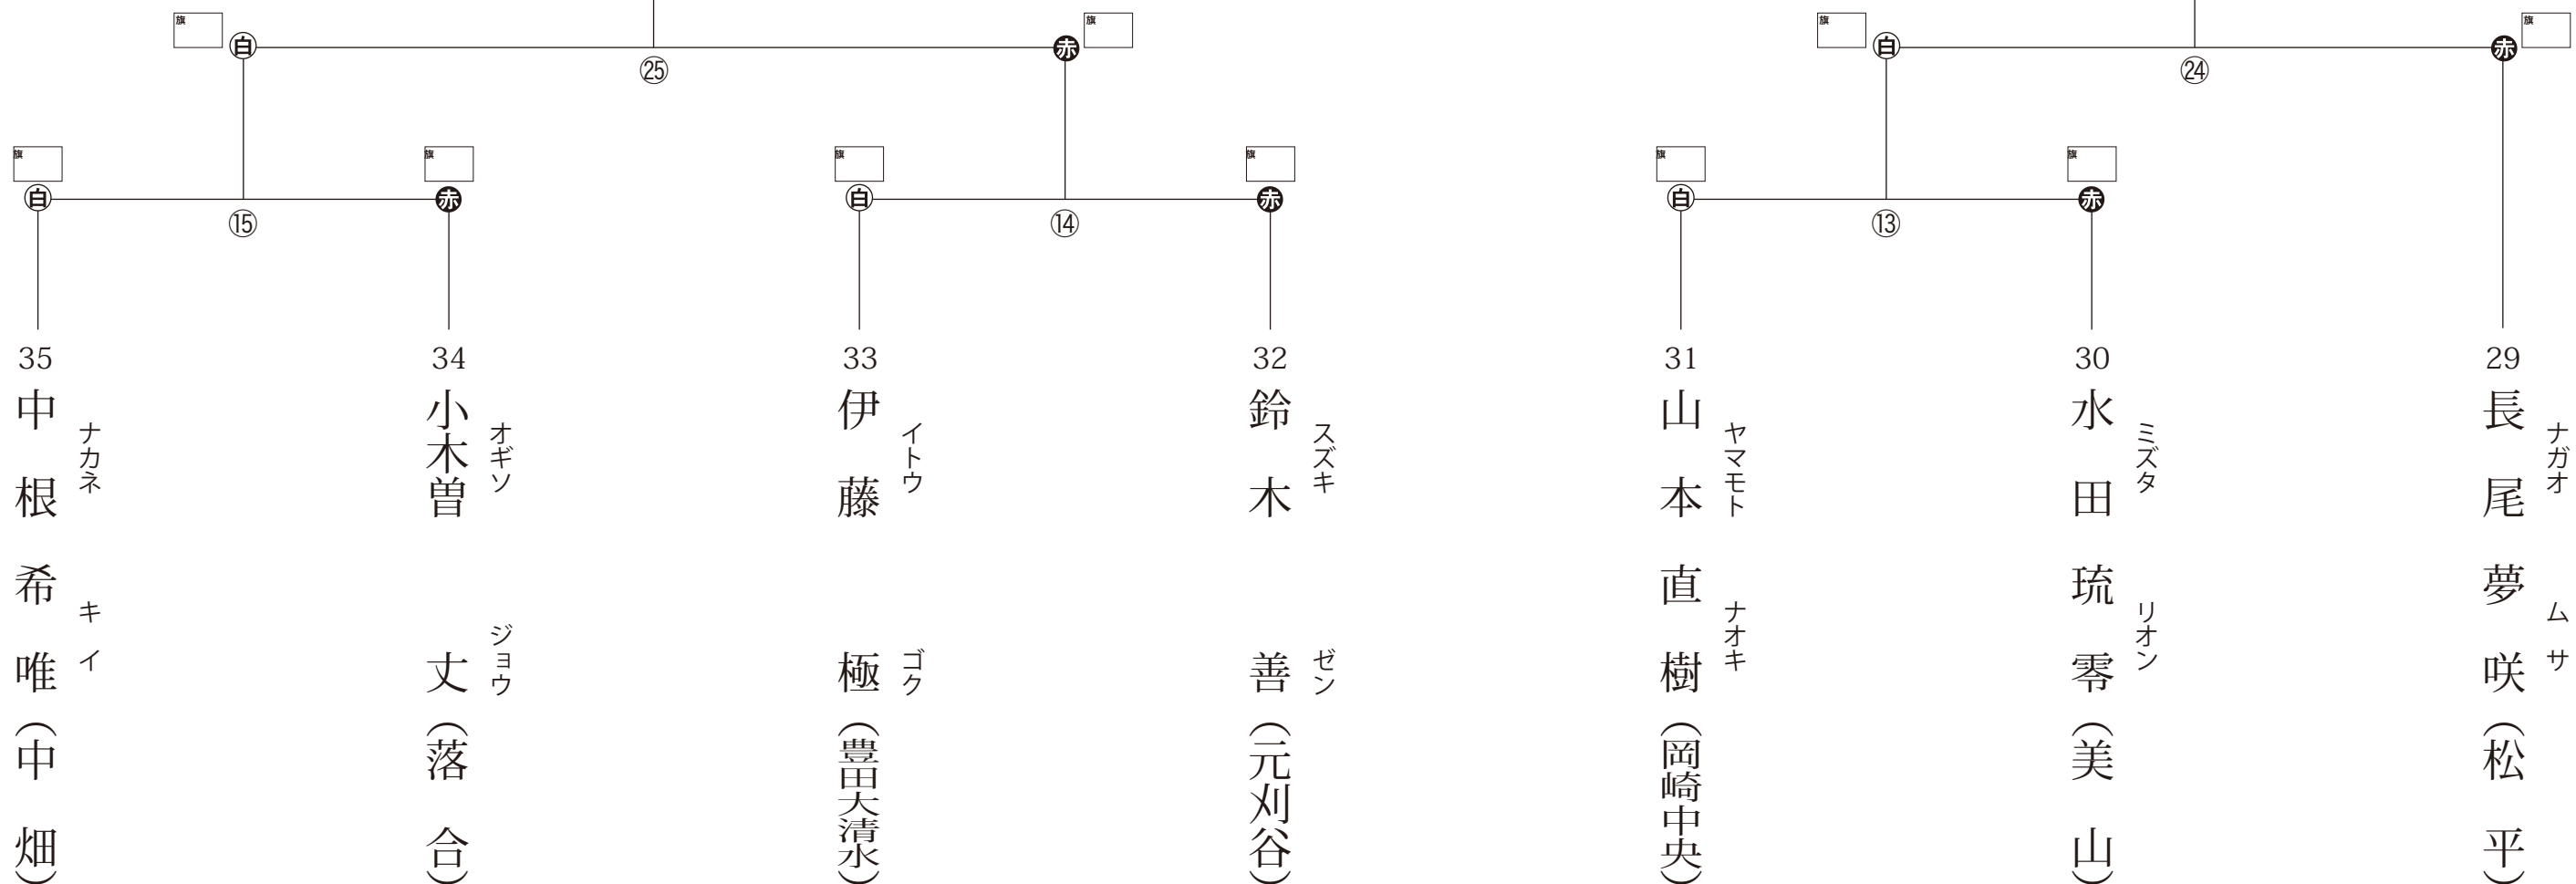 旗
旗
旗
旗
白
赤
白
赤
㉕
㉔
旗
旗
旗
旗
旗
旗
白
赤
白
赤
白
赤
⑮
⑭
⑬
29
長尾夢咲（松平）
ナガオ ムサ
30
水田琉零（美山）
ミズタ リオン
31
山本直樹（岡崎中央）
ヤマモト ナオキ
32
鈴木善（元刈谷）
スズキ ゼン
33
伊藤極（豊田大清水）
イトウ ゴク
34
小木曽丈（落合）
オギソ ジョウ
35
中根希唯（中畑）
ナカネ キイ